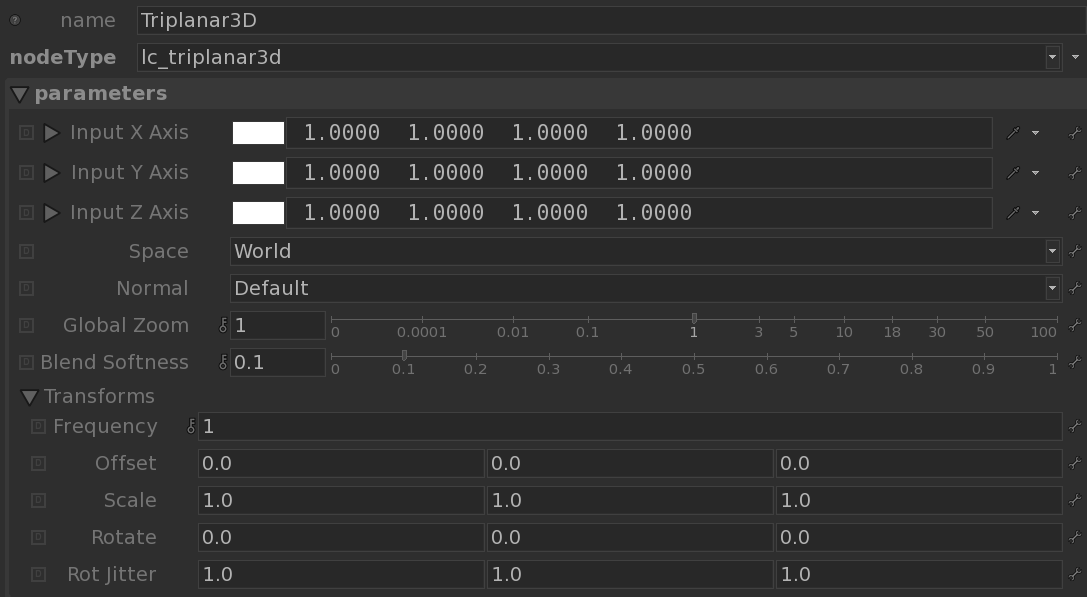 name Triplanar3D
nodeType lc_triplanar3d
parameters
Input X Axis 1.0000 1.0000 1.0000 1.0000
Input Y Axis 1.0000 1.0000 1.0000 1.0000
Input Z Axis 1.0000 1.0000 1.0000 1.0000
Space World
Normal Default
Global Zoom 1 0 0.0001 0.01 0.1 1 3 5 10 18 30 50 100
Blend Softness 0.1 0 0.1 0.2 0.3 0.4 0.5 0.6 0.7 0.8 0.9 1
Transforms
Frequency 1
Offset 0.0 0.0 0.0
Scale 1.0 1.0 1.0
Rotate 0.0 0.0 0.0
Rot Jitter 1.0 1.0 1.0